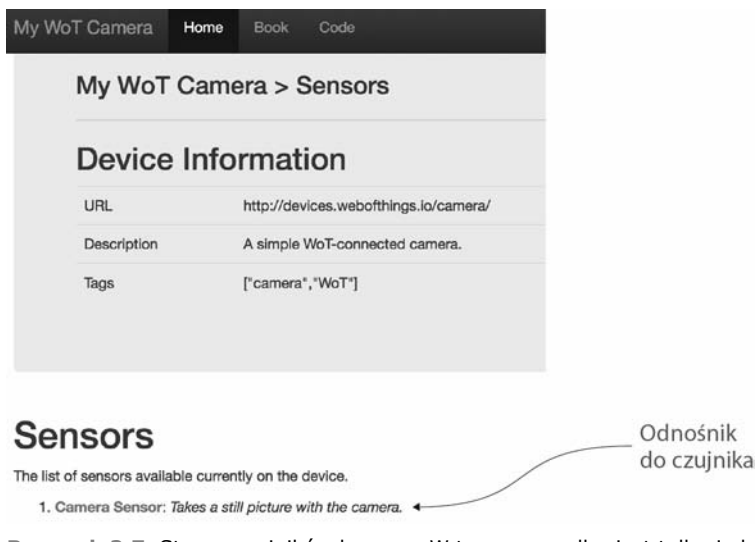 My WoT Camera Home Book Code
My WoT Camera > Sensors
Device Information
URL http://devices.webofthings.io/camera/
Description A simple WoT-connected camera.
Tags ["camera","WoT"]
Sensors
The list of sensors available currently on the device.
1. Camera Sensor: Takes a still picture with the camera.
Odnośnik
do czujnika